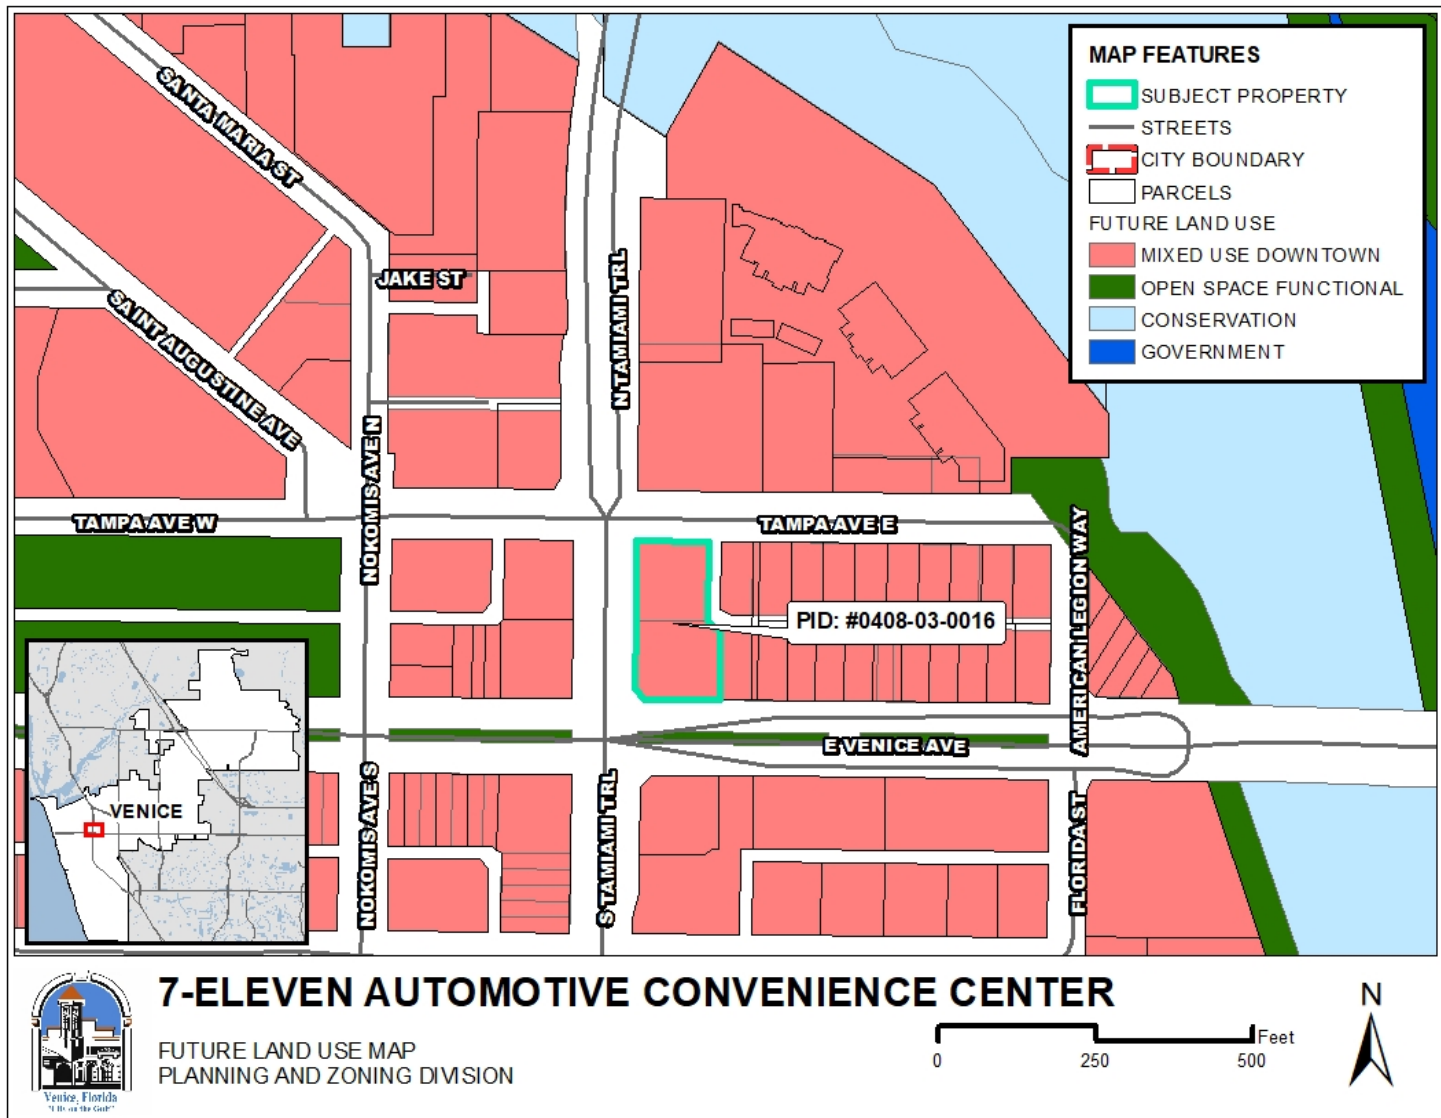 MAP FEATURES
SUBJECT PROPERTY
STREETS
CITY BOUNDARY
PARCELS
FUTURE LAND USE
MIXED USE DOWNTOWN
OPEN SPACE FUNCTIONAL
CONSERVATION
GOVERNMENT
SANTA MARIA ST
JAKE ST
SAINT AUGUSTINE AVE
N TAMIAMI TRL
NOKOMIS AVE N
TAMPA AVE W
TAMPA AVE E
AMERICAN LEGION WAY
PID: #0408-03-0016
E VENICE AVE
VENICE
NOKOMIS AVE S
S TAMIAMI TRL
FLORIDA ST
7-ELEVEN AUTOMOTIVE CONVENIENCE CENTER
FUTURE LAND USE MAP
PLANNING AND ZONING DIVISION
Venice, Florida
on the Gulf"
N
Feet
0
250
500